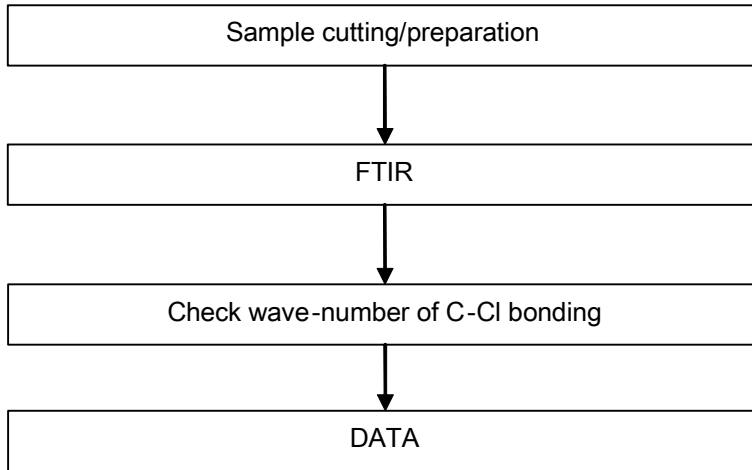 Sample cutting/preparation
FTIR
Check wave-number of C-Cl bonding
DATA